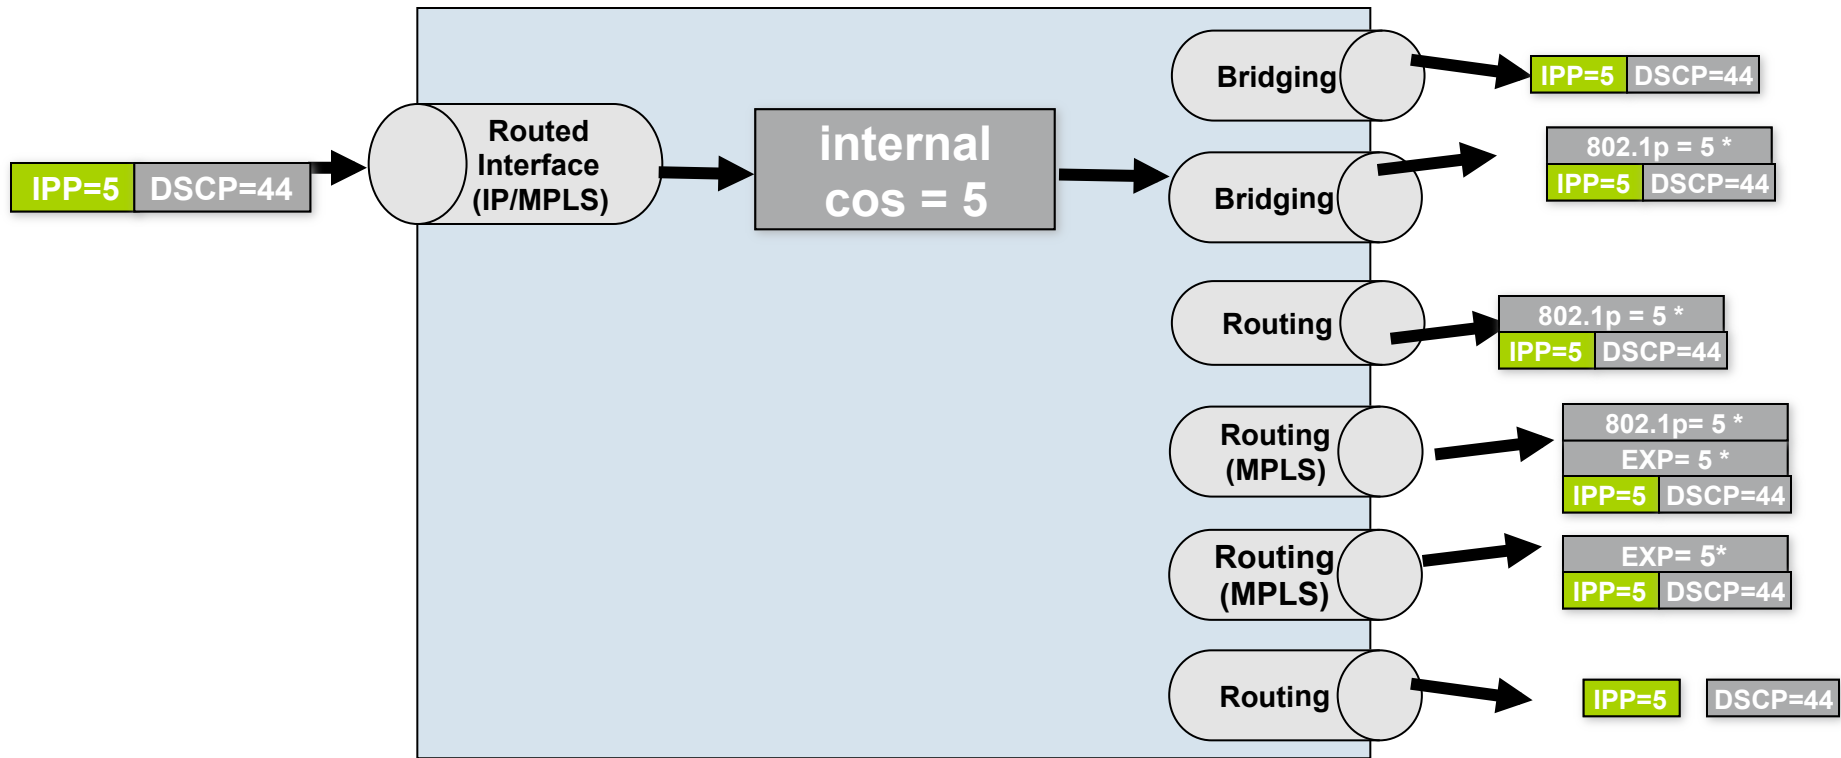 IPP=5 DSCP=44
Routed
Interface
(IP/MPLS)
internal
cos = 5
Bridging
IPP=5 DSCP=44
Bridging
802.1p = 5 *
IPP=5 DSCP=44
Routing
802.1p = 5 *
IPP=5 DSCP=44
Routing
(MPLS)
802.1p= 5 *
EXP= 5 *
IPP=5 DSCP=44
Routing
(MPLS)
EXP= 5*
IPP=5 DSCP=44
Routing
IPP=5 DSCP=44